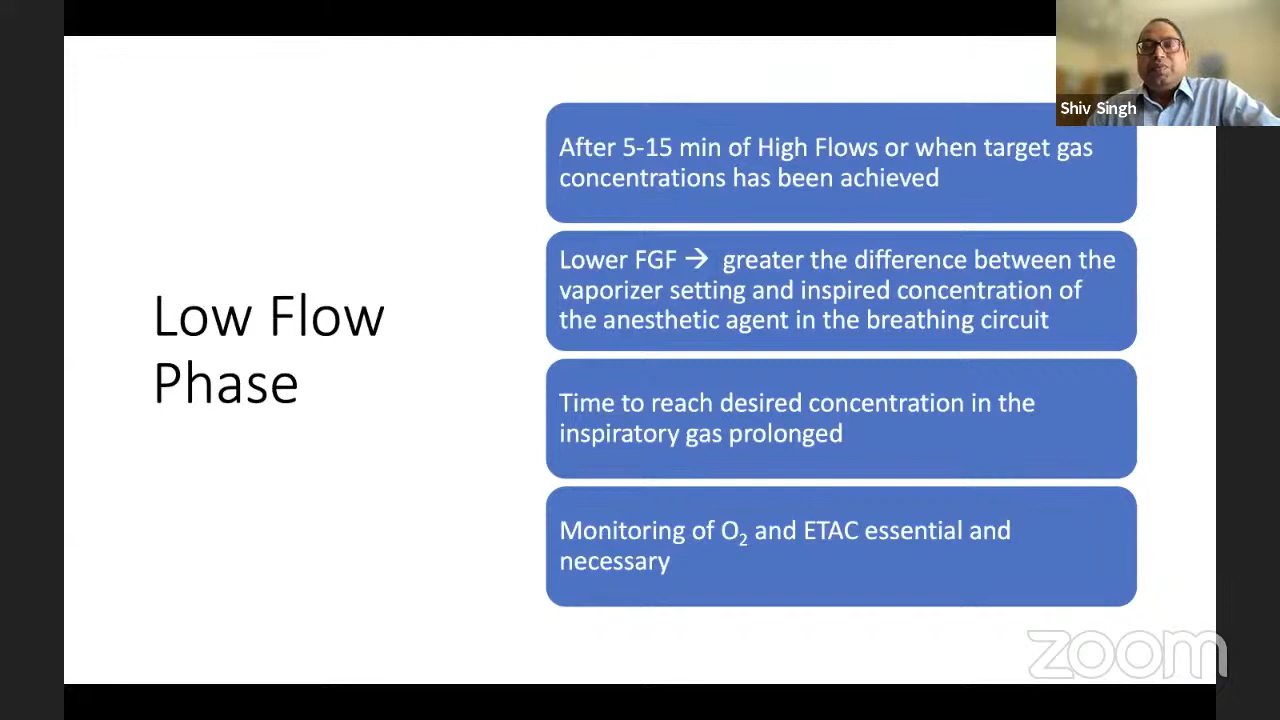 Shiv Singh
Low Flow
Phase
After 5-15 min of High Flows or when target gas
concentrations has been achieved
Lower FGF → greater the difference between the
vaporizer setting and inspired concentration of
the anesthetic agent in the breathing circuit
Time to reach desired concentration in the
inspiratory gas prolonged
Monitoring of O₂ and ETAC essential and
necessary
zoom